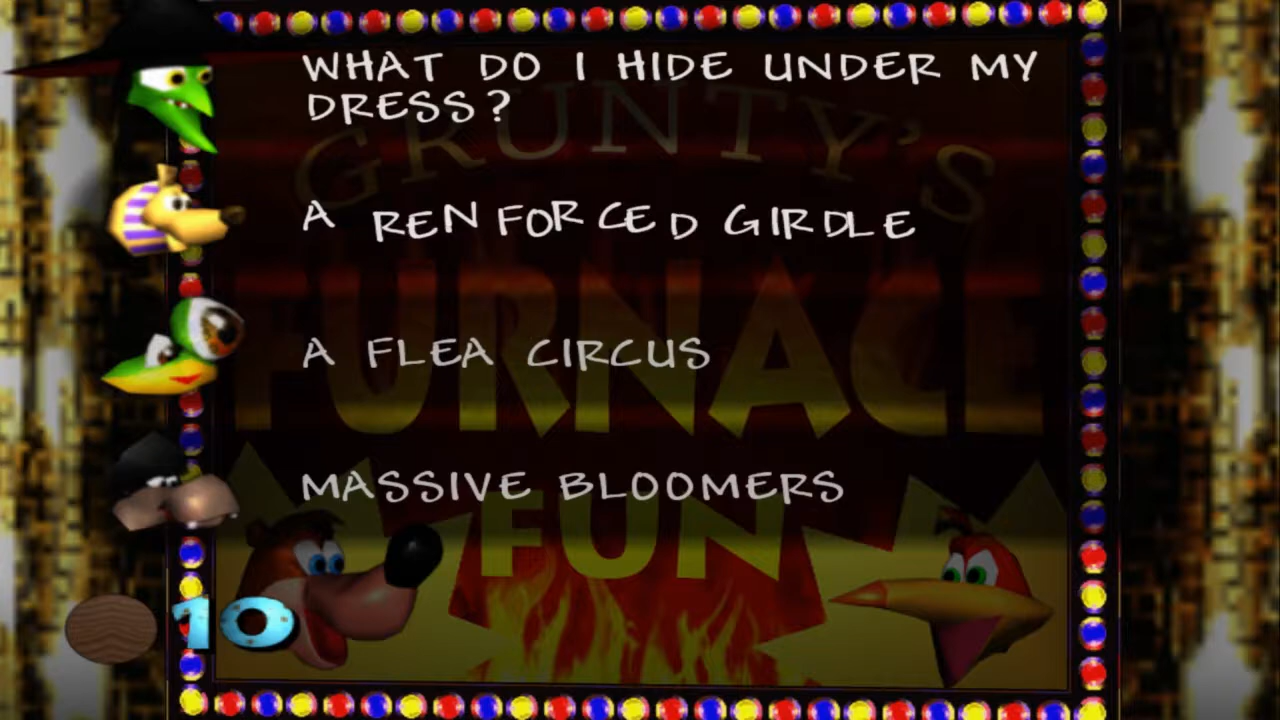 WHAT DO I HIDE UNDER MY
DRESS?
GRUNTY'S
A RENFORCED GIRDLE
FURNACE
A FLEA CIRCUS
MASSIVE BLOOMERS
FUN
10